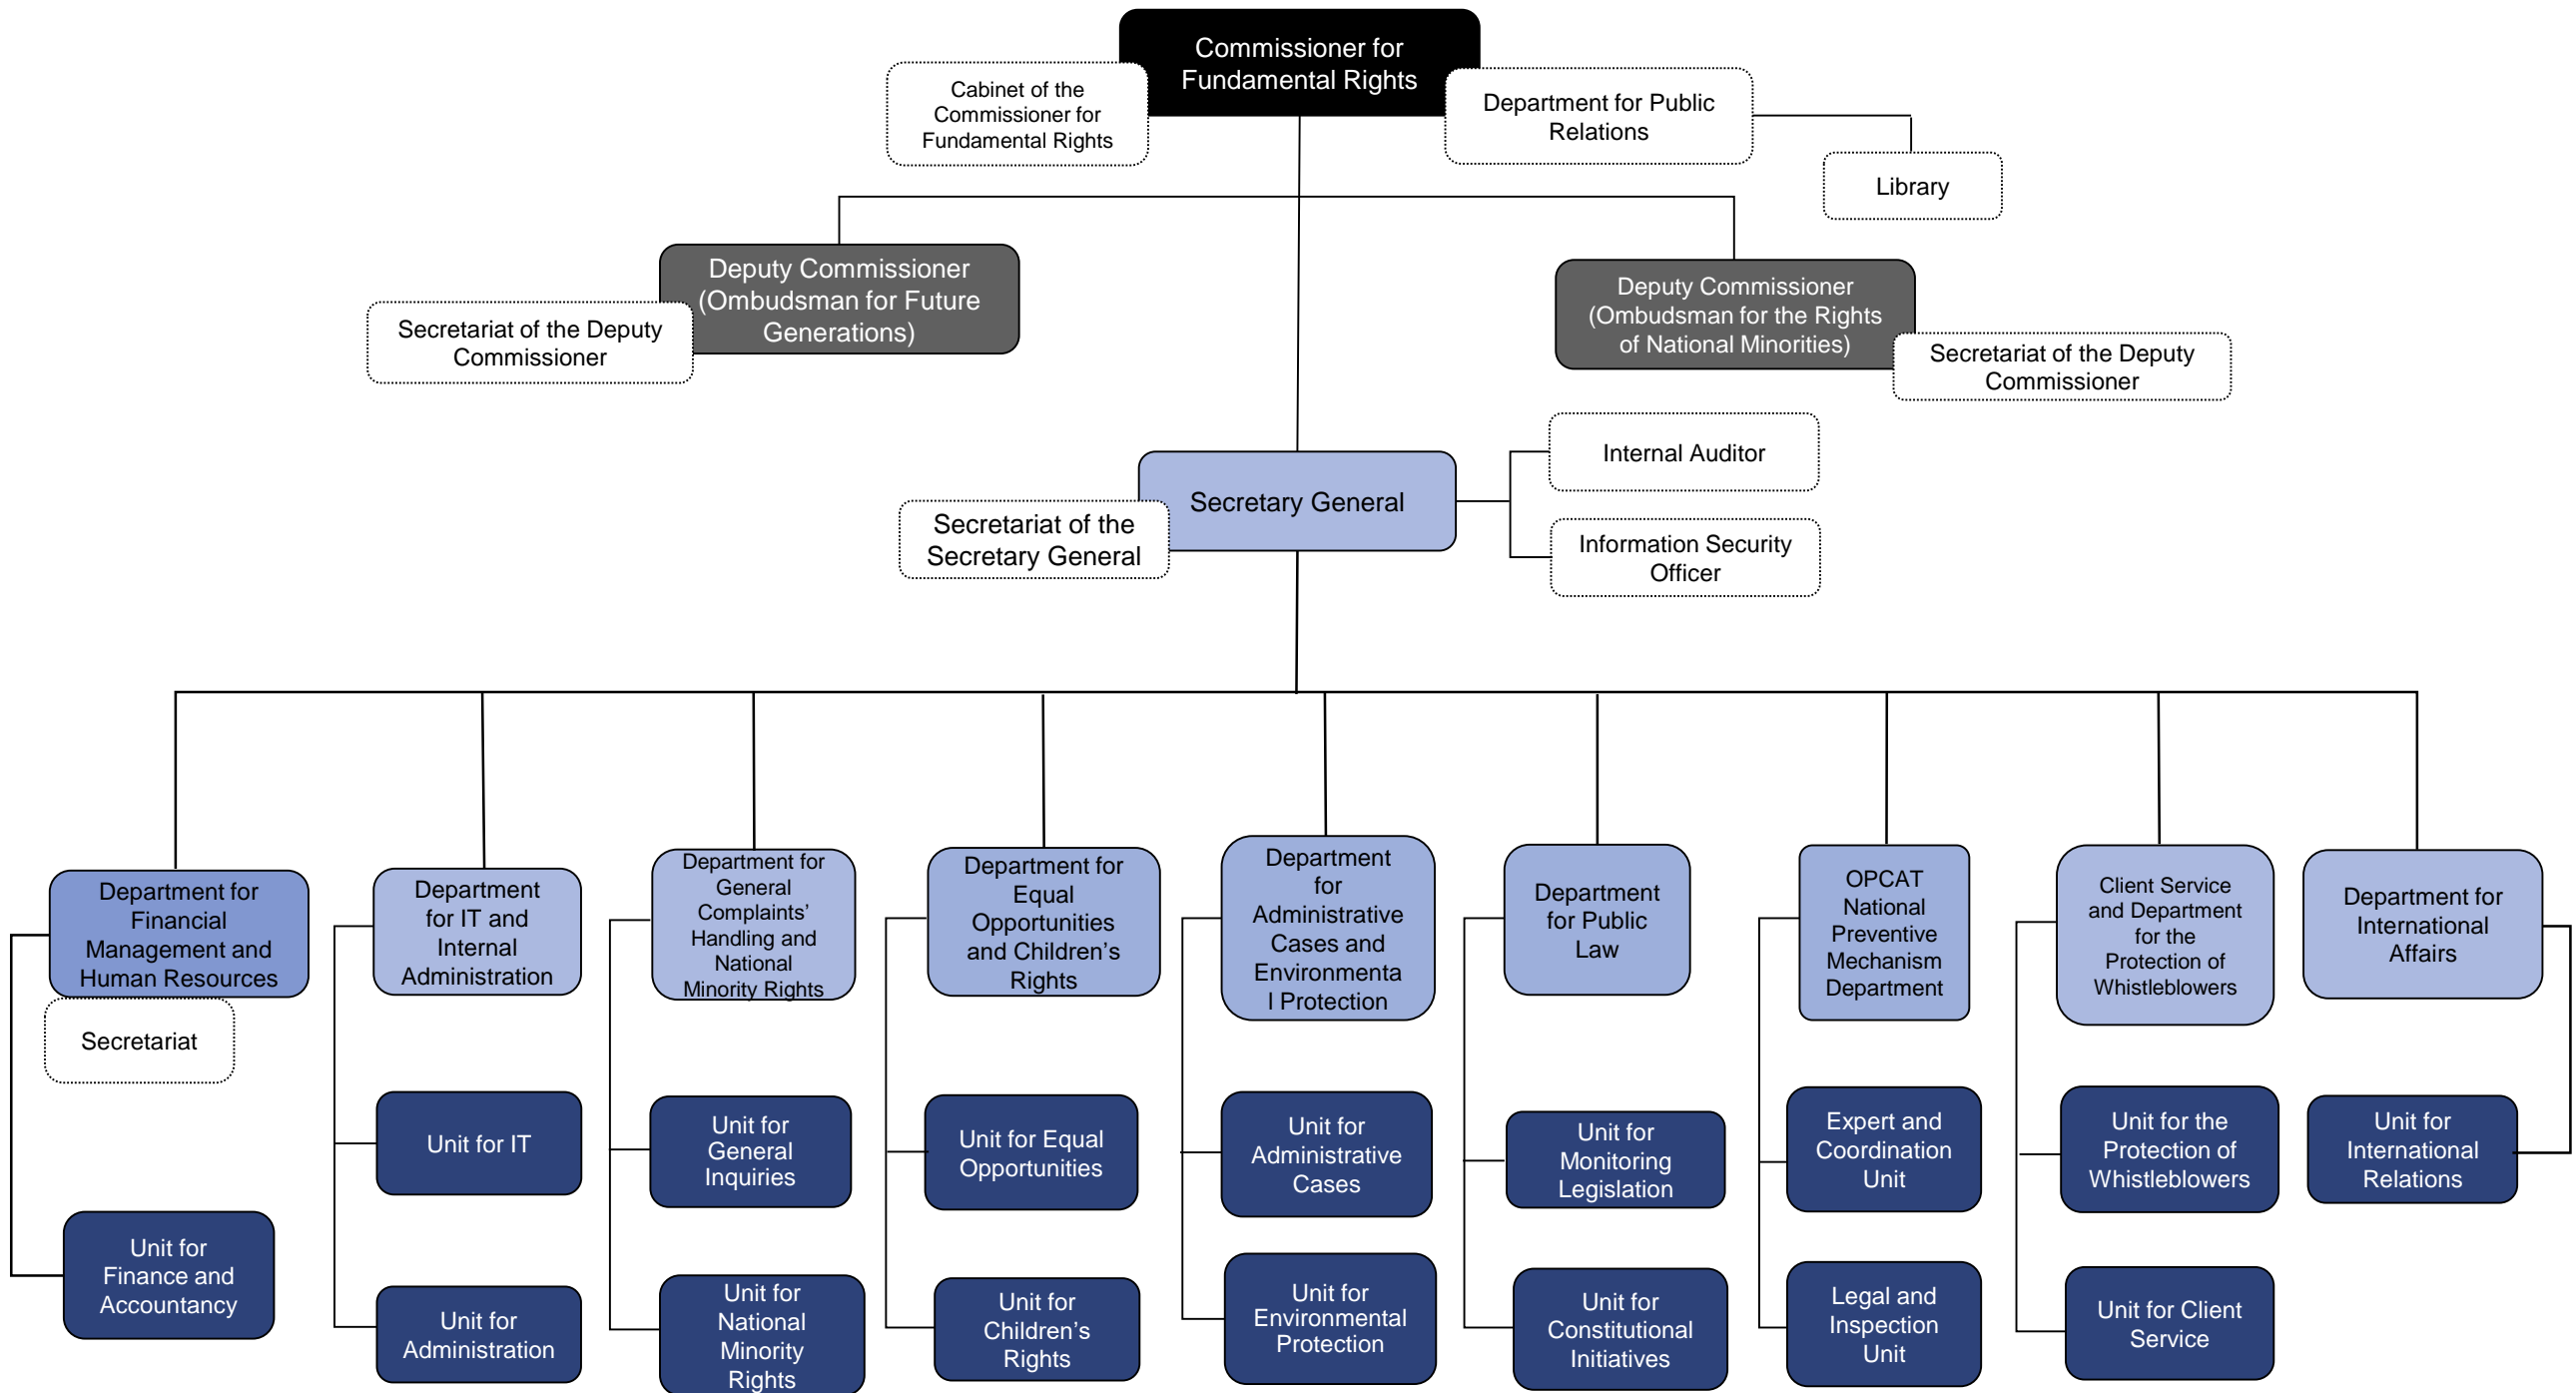 Commissioner for
Fundamental Rights
Cabinet of the
Commissioner for
Fundamental Rights
Department for Public
Relations
Library
Deputy Commissioner
(Ombudsman for Future
Generations)
Secretariat of the Deputy
Commissioner
Deputy Commissioner
(Ombudsman for the Rights
of National Minorities)
Secretariat of the Deputy
Commissioner
Internal Auditor
Secretary General
Secretariat of the
Secretary General
Information Security
Officer
Department for
Financial
Management and
Human Resources
Secretariat
Department
for IT and
Internal
Administration
Department for
General
Complaints’
Handling and
National
Minority Rights
Department for
Equal
Opportunities
and Children’s
Rights
Department
for
Administrative
Cases and
Environmenta
l Protection
Department
for Public
Law
OPCAT
National
Preventive
Mechanism
Department
Client Service
and Department
for the
Protection of
Whistleblowers
Department for
International
Affairs
Unit for IT
Unit for
General
Inquiries
Unit for Equal
Opportunities
Unit for
Administrative
Cases
Unit for
Monitoring
Legislation
Expert and
Coordination
Unit
Unit for the
Protection of
Whistleblowers
Unit for
International
Relations
Unit for
Finance and
Accountancy
Unit for
Administration
Unit for
National
Minority
Rights
Unit for
Children’s
Rights
Unit for
Environmental
Protection
Unit for
Constitutional
Initiatives
Legal and
Inspection
Unit
Unit for Client
Service